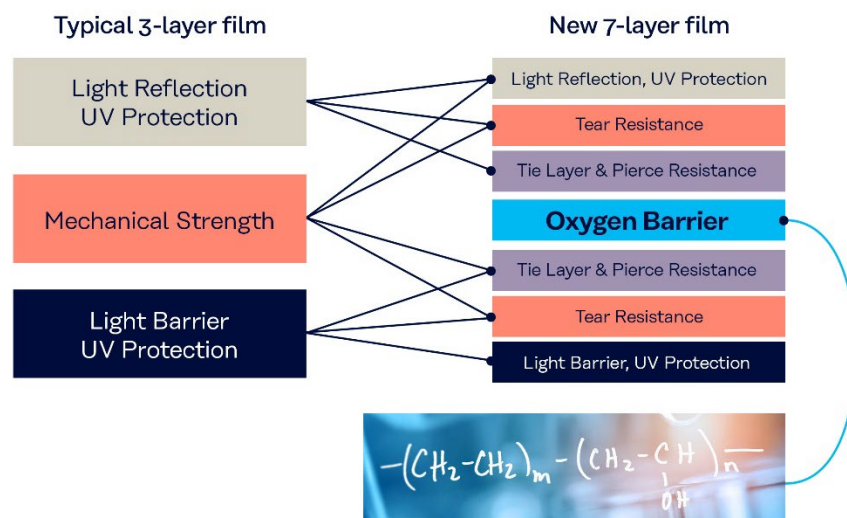 Typical 3-layer film
Light Reflection
UV Protection
Mechanical Strength
Light Barrier
UV Protection
New 7-layer film
Light Reflection, UV Protection
Tear Resistance
Tie Layer & Pierce Resistance
Oxygen Barrier
Tie Layer & Pierce Resistance
Tear Resistance
Light Barrier, UV Protection
-(CH₂-CH₂)ₘ-(CH₂-CH)ₙ-
OH